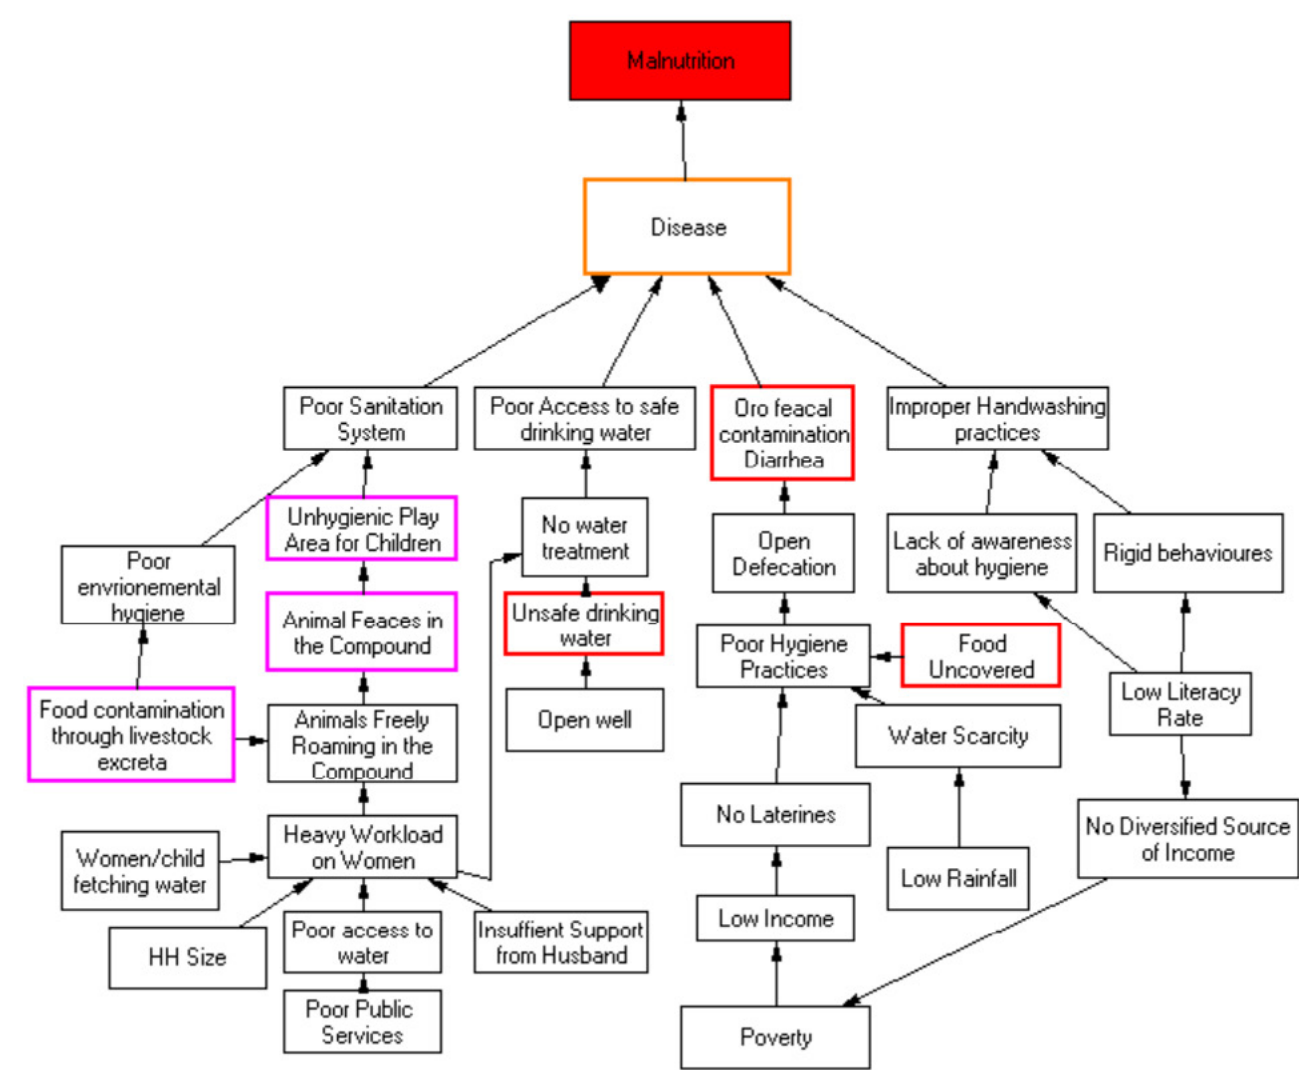 Malnutrition
Disease
Poor Sanitation
System
Poor Access to safe
drinking water
Oro feacal
contamination
Diarrhea
Improper Handwashing
practices
Unhygienic Play
Area for Children
No water
treatment
Open
Defecation
Lack of awareness
about hygiene
Rigid behavioures
Poor
envrionemental
hygiene
Animal Feaces in
the Compound
Unsafe drinking
water
Poor Hygiene
Practices
Food
Uncovered
Low Literacy
Rate
Food contamination
through livestock
excreta
Animals Freely
Roaming in the
Compound
Open well
Water Scarcity
No Laterines
No Diversified Source
of Income
Women/child
fetching water
Heavy Workload
on Women
Low Rainfall
Low Income
HH Size
Poor access to
water
Insuffient Support
from Husband
Poor Public
Services
Poverty